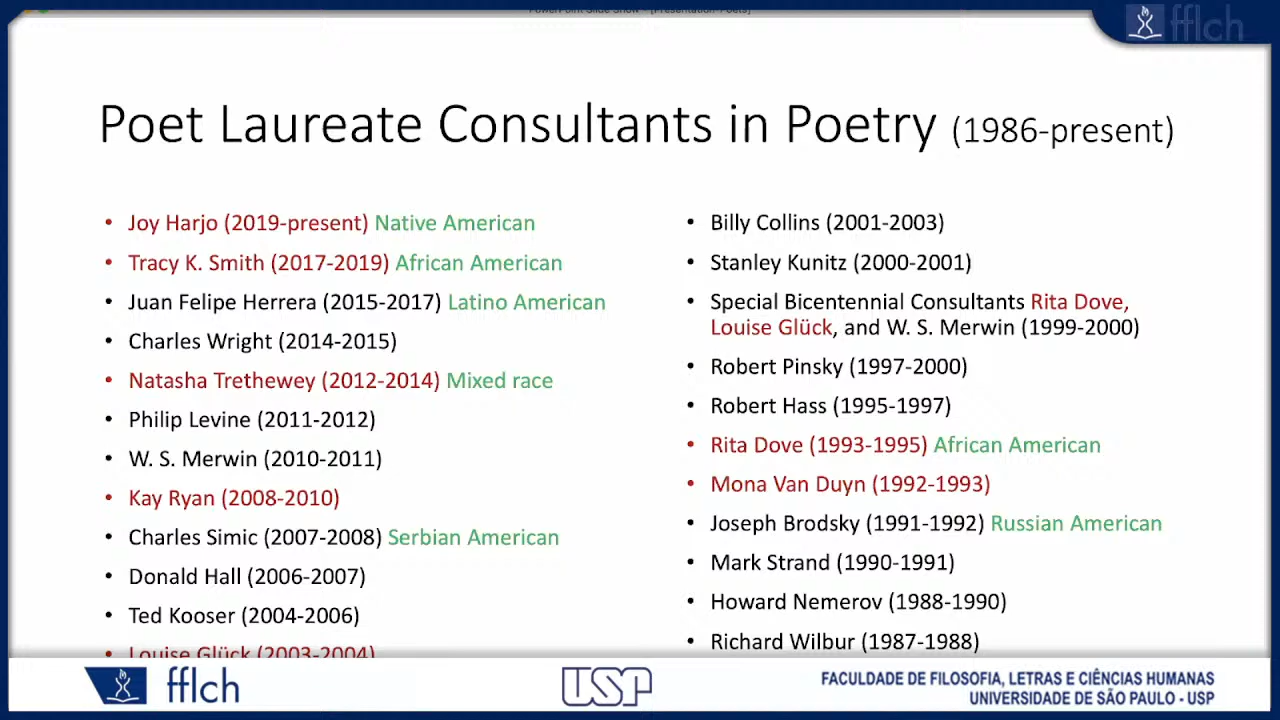 PowerPoint Slide Show - [Presentation- Poets]
fflch
Poet Laureate Consultants in Poetry (1986-present)
• Joy Harjo (2019-present) Native American
• Tracy K. Smith (2017-2019) African American
• Juan Felipe Herrera (2015-2017) Latino American
• Charles Wright (2014-2015)
• Natasha Trethewey (2012-2014) Mixed race
• Philip Levine (2011-2012)
• W. S. Merwin (2010-2011)
• Kay Ryan (2008-2010)
• Charles Simic (2007-2008) Serbian American
• Donald Hall (2006-2007)
• Ted Kooser (2004-2006)
• Louise Glück (2003-2004)
• Billy Collins (2001-2003)
• Stanley Kunitz (2000-2001)
• Special Bicentennial Consultants Rita Dove,
Louise Glück, and W. S. Merwin (1999-2000)
• Robert Pinsky (1997-2000)
• Robert Hass (1995-1997)
• Rita Dove (1993-1995) African American
• Mona Van Duyn (1992-1993)
• Joseph Brodsky (1991-1992) Russian American
• Mark Strand (1990-1991)
• Howard Nemerov (1988-1990)
• Richard Wilbur (1987-1988)
fflch
USP
FACULDADE DE FILOSOFIA, LETRAS E CIÊNCIAS HUMANAS
UNIVERSIDADE DE SÃO PAULO - USP